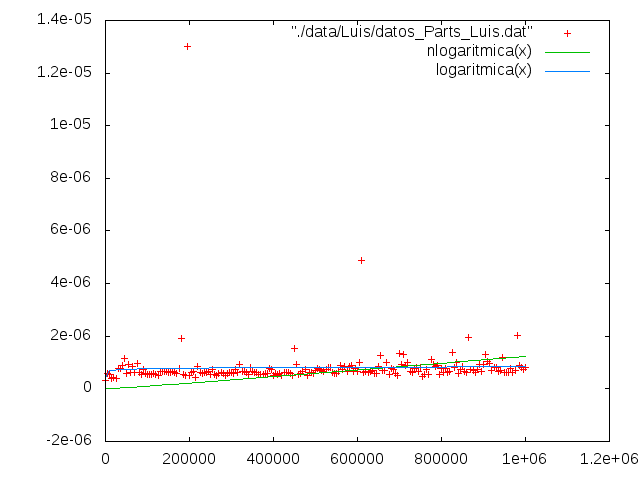 1.4e-05
"./data/Luis/datos_Parts_Luis.dat"
nlogaritmica(x)
logaritmica(x)
1.2e-05
1e-05
8e-06
6e-06
4e-06
2e-06
0
-2e-06
0 200000 400000 600000 800000 1e+06 1.2e+06